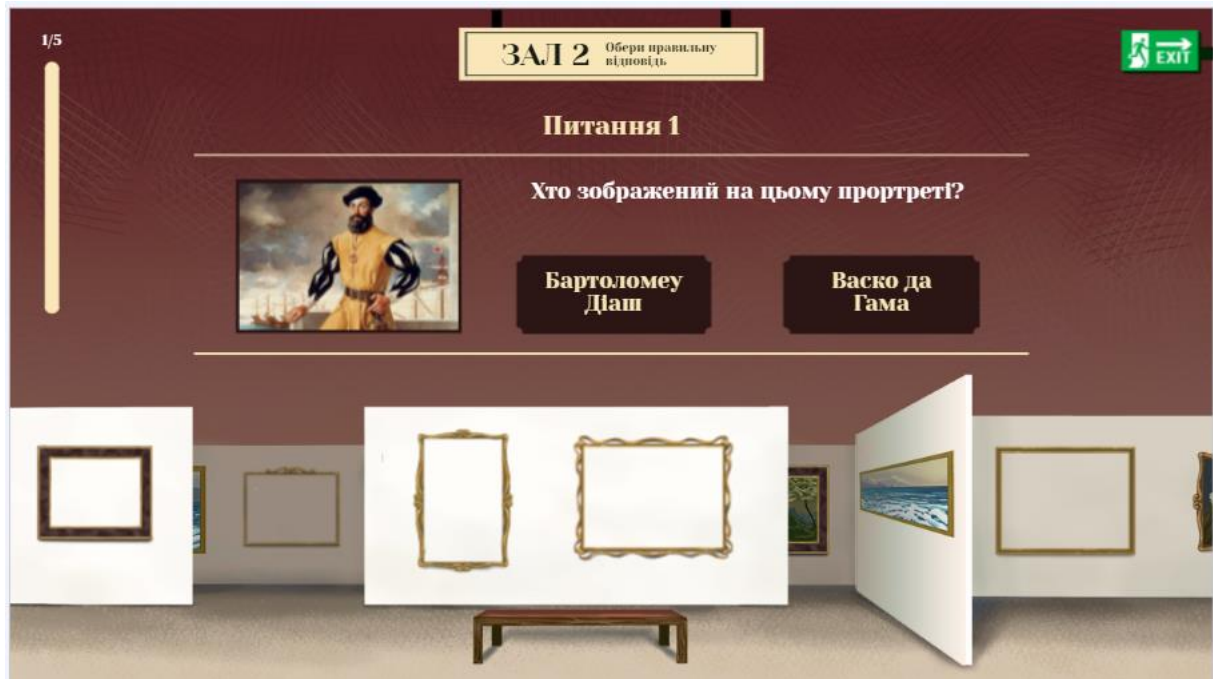 1/5
ЗАЛ 2
Обери правильну
відповідь
EXIT
Питання 1
Хто зображений на цьому прортреті?
Бартоломеу
Діаш
Васко да
Гама